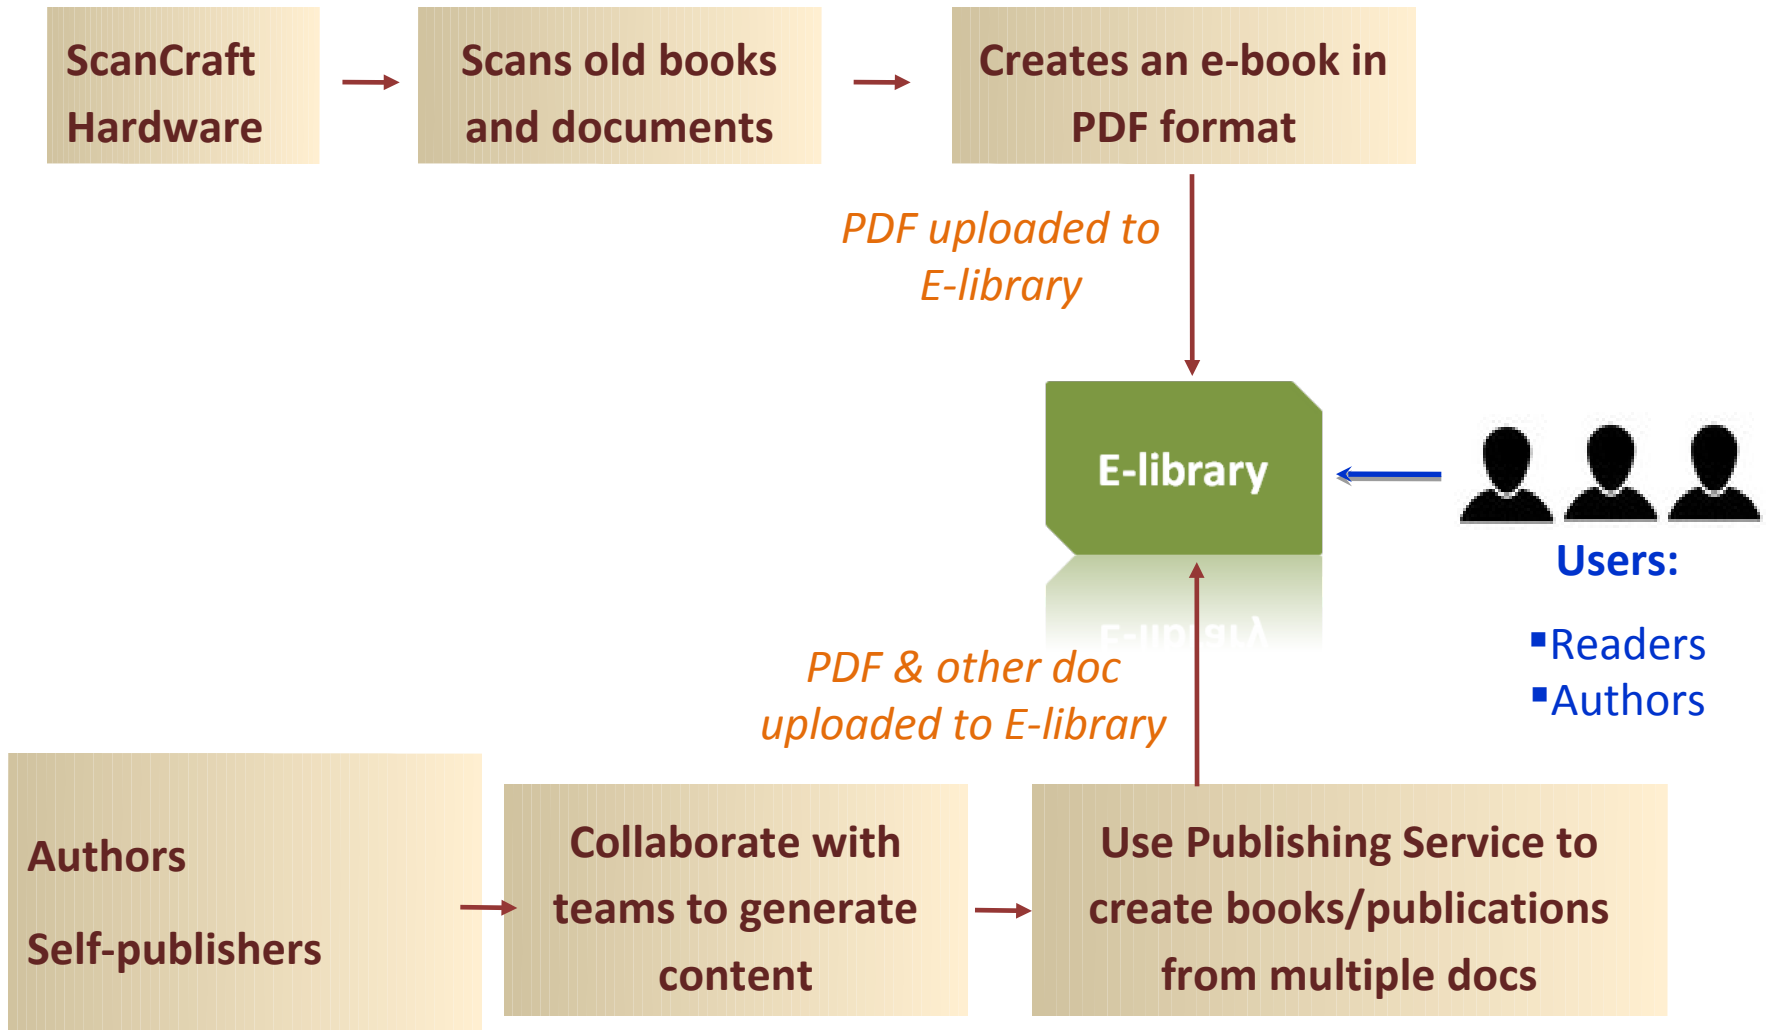 ScanCraft
Hardware
Scans old books
and documents
Creates an e-book in
PDF format
PDF uploaded to
E-library
E-library
Users:
▪Readers
▪Authors
PDF & other doc
uploaded to E-library
Authors
Self-publishers
Collaborate with
teams to generate
content
Use Publishing Service to
create books/publications
from multiple docs